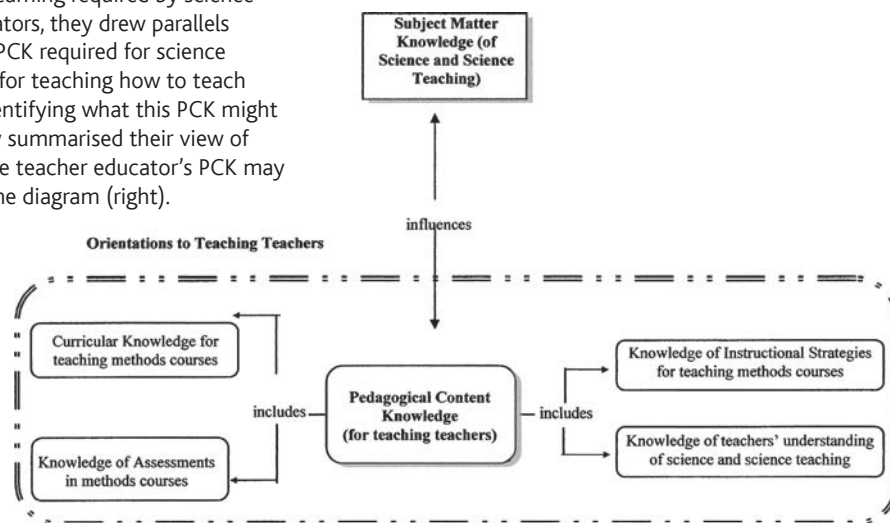 earning required by science
ators, they drew parallels
PCK required for science
for teaching how to teach
entifying what this PCK might
summarised their view of
e teacher educator's PCK may
ne diagram (right).
Subject Matter
Knowledge (of
Science and Science
Teaching)
influences
Orientations to Teaching Teachers
Curricular Knowledge for
teaching methods courses
Knowledge of Assessments
in methods courses
includes
Pedagogical Content
Knowledge
(for teaching teachers)
includes
Knowledge of Instructional Strategies
for teaching methods courses
Knowledge of teachers' understanding
of science and science teaching